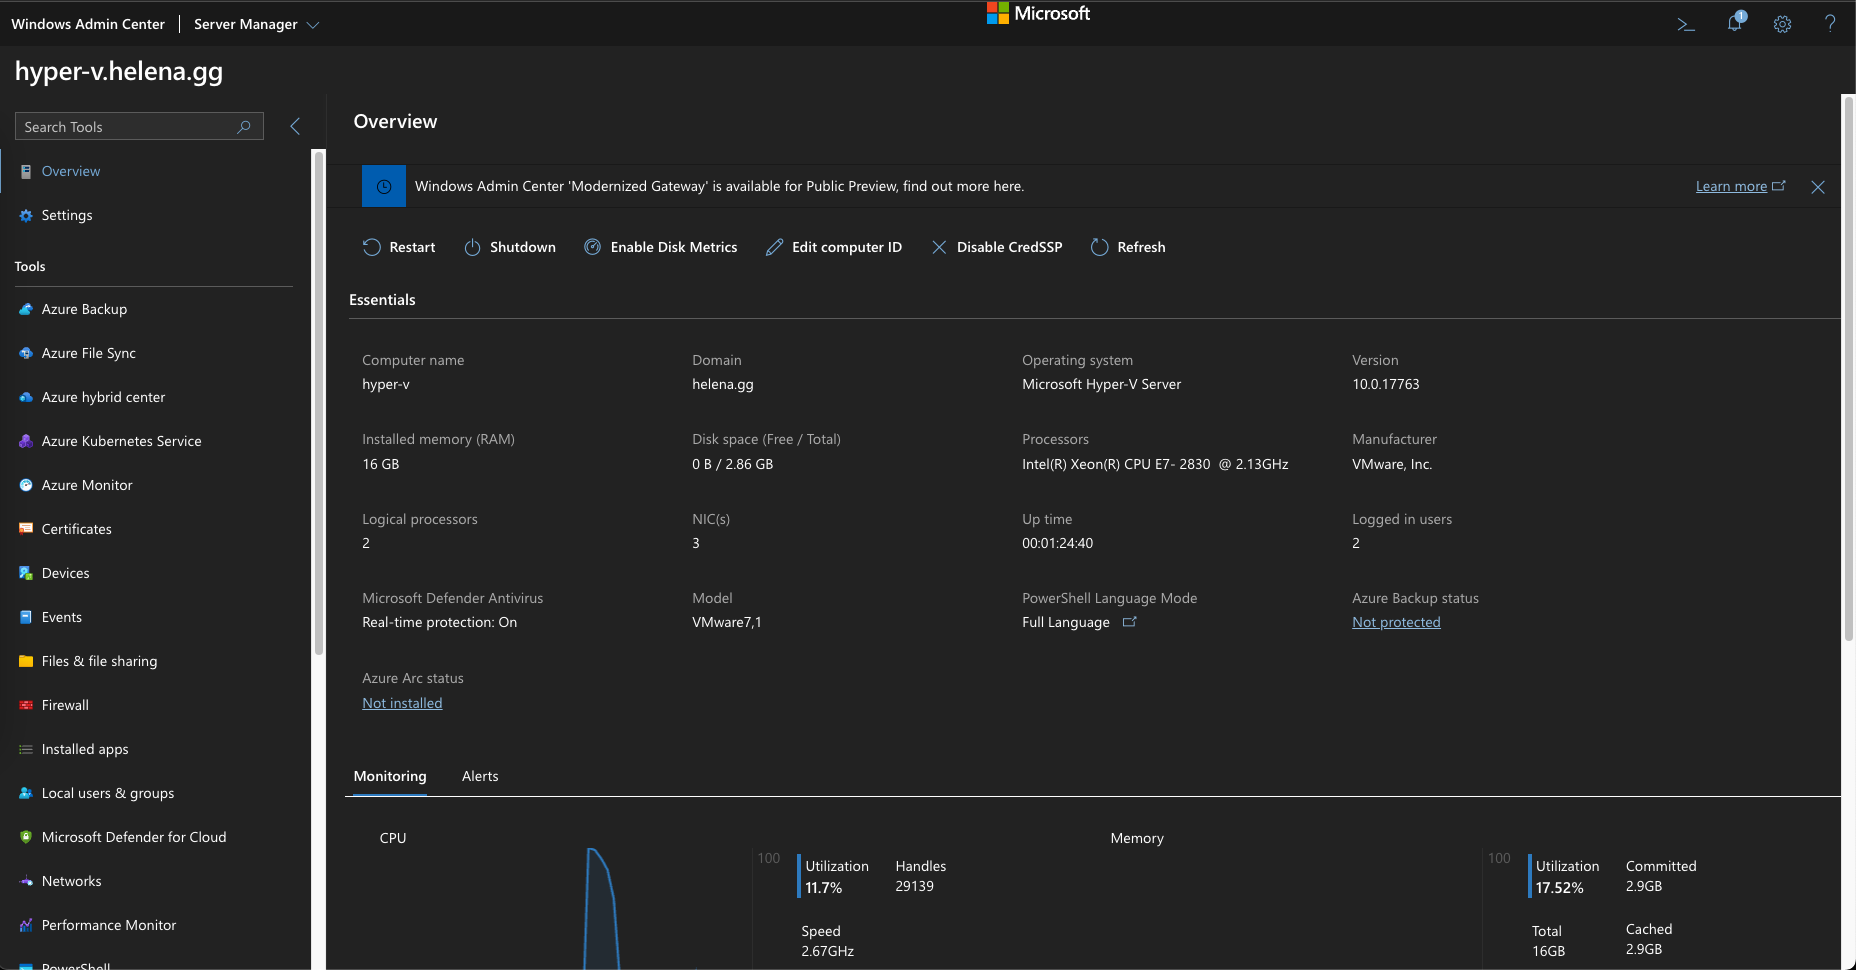 Windows Admin Center | Server Manager
Microsoft
1
hyper-v.helena.gg
Search Tools
Overview
Settings
Tools
Azure Backup
Azure File Sync
Azure hybrid center
Azure Kubernetes Service
Azure Monitor
Certificates
Devices
Events
Files & file sharing
Firewall
Installed apps
Local users & groups
Microsoft Defender for Cloud
Networks
Performance Monitor
PowerShell
Overview
Windows Admin Center 'Modernized Gateway' is available for Public Preview, find out more here.
Learn more
Restart Shutdown Enable Disk Metrics Edit computer ID Disable CredSSP Refresh
Essentials
Computer name Domain Operating system Version
hyper-v helena.gg Microsoft Hyper-V Server 10.0.17763
Installed memory (RAM) Disk space (Free / Total) Processors Manufacturer
16 GB 0 B / 2.86 GB Intel(R) Xeon(R) CPU E7- 2830 @ 2.13GHz VMware, Inc.
Logical processors NIC(s) Up time Logged in users
2 3 00:01:24:40 2
Microsoft Defender Antivirus Model PowerShell Language Mode Azure Backup status
Real-time protection: On VMware7,1 Full Language Not protected
Azure Arc status
Not installed
Monitoring Alerts
CPU
100
Utilization Handles
11.7% 29139
Speed
2.67GHz
Memory
100
Utilization Committed
17.52% 2.9GB
Total Cached
16GB 2.9GB